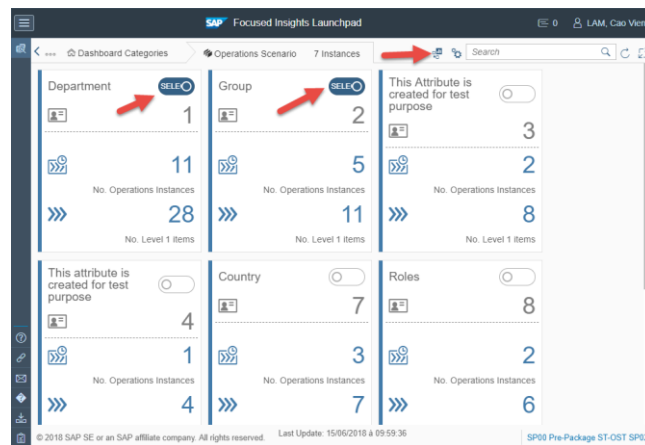 SAP Focused Insights Launchpad
0
LAM, Cao Vien
... Dashboard Categories
Operations Scenario
7 Instances
Search
Department
SELE
1
11
No. Operations Instances
28
No. Level 1 items
Group
SELE
2
5
No. Operations Instances
11
No. Level 1 items
This Attribute is
created for test
purpose
3
2
No. Operations Instances
8
No. Level 1 items
This attribute is
created for test
purpose
4
1
No. Operations Instances
4
Country
7
3
No. Operations Instances
7
Roles
8
2
No. Operations Instances
6
© 2018 SAP SE or an SAP affiliate company. All rights reserved.
Last Update: 15/06/2018 à 09:59:36
SP00 Pre-Package ST-OST SP0